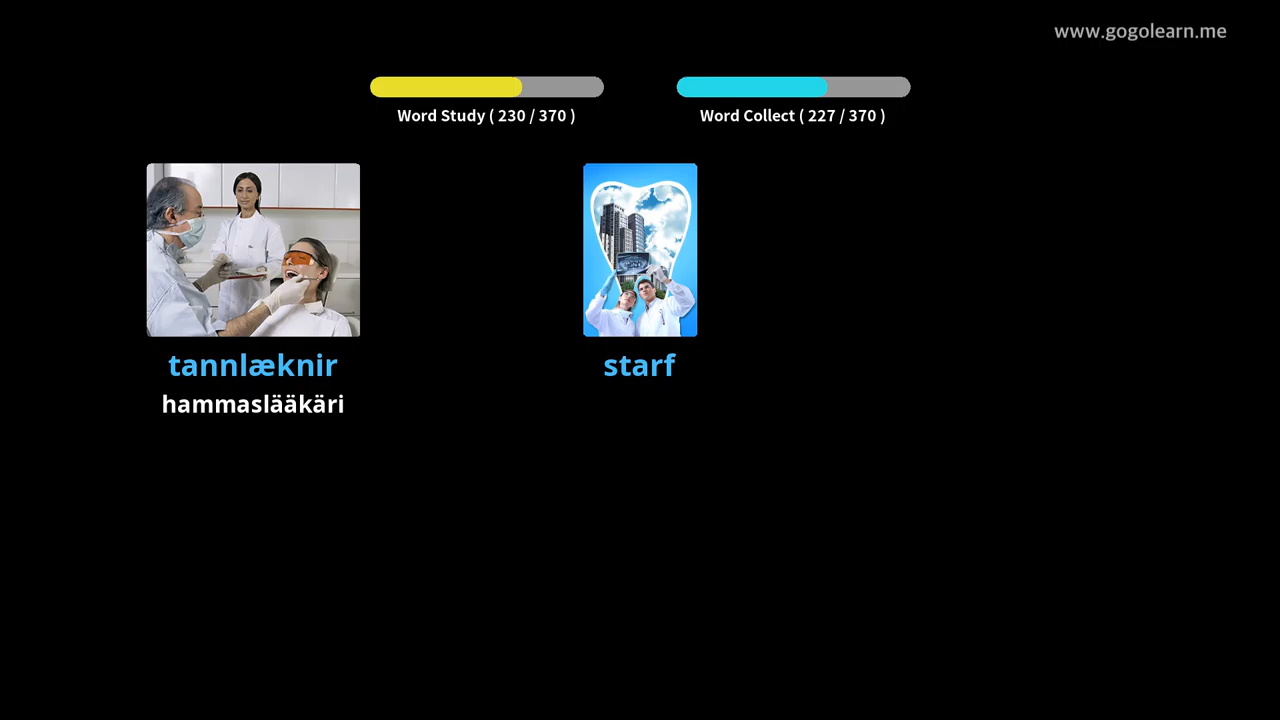 www.gogolearn.me
Word Study ( 230 / 370 )
Word Collect ( 227 / 370 )
tannlæknir
hammaslääkäri
starf